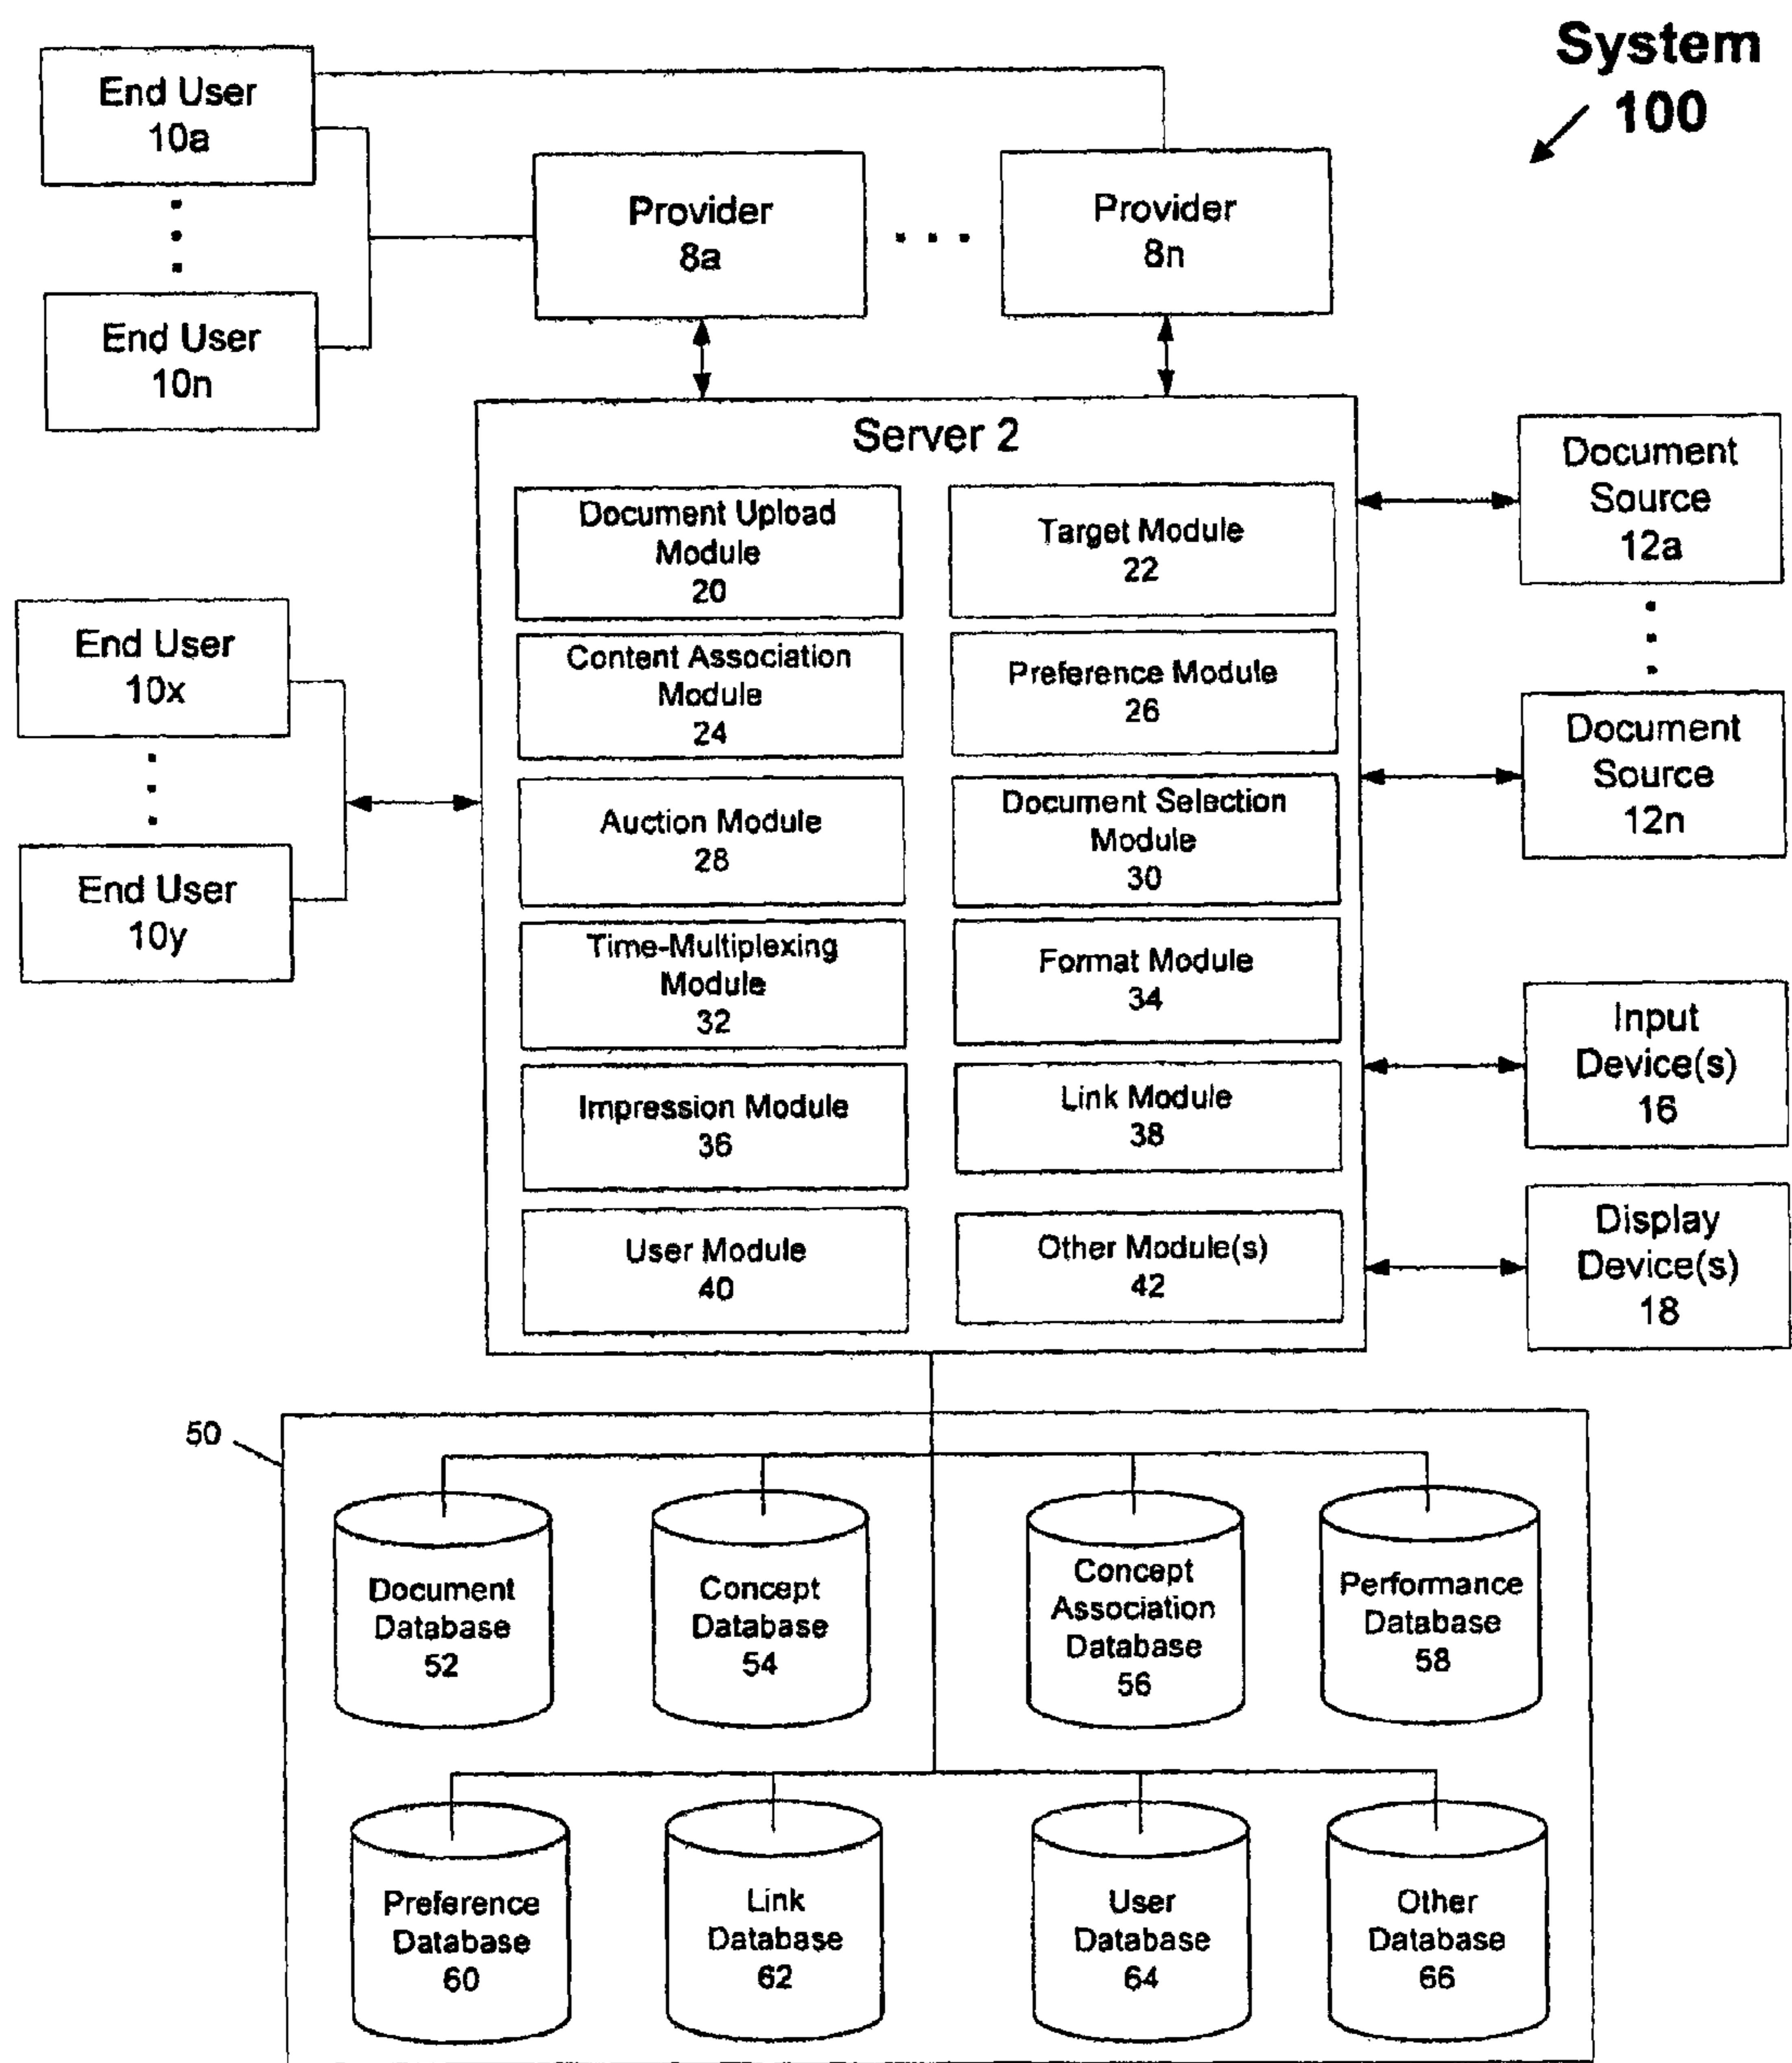 System
100
End User
10a
Provider
8a
. . .
Provider
8n
End User
10n
Server 2
Document Upload
Module
20
Target Module
22
Content Association
Module
24
Preference Module
26
Auction Module
28
Document Selection
Module
30
Time-Multiplexing
Module
32
Format Module
34
Impression Module
36
Link Module
38
User Module
40
Other Module(s)
42
End User
10x
End User
10y
Document
Source
12a
Document
Source
12n
Input
Device(s)
16
Display
Device(s)
18
50
Document
Database
52
Concept
Database
54
Concept
Association
Database
56
Performance
Database
58
Preference
Database
60
Link
Database
62
User
Database
64
Other
Database
66